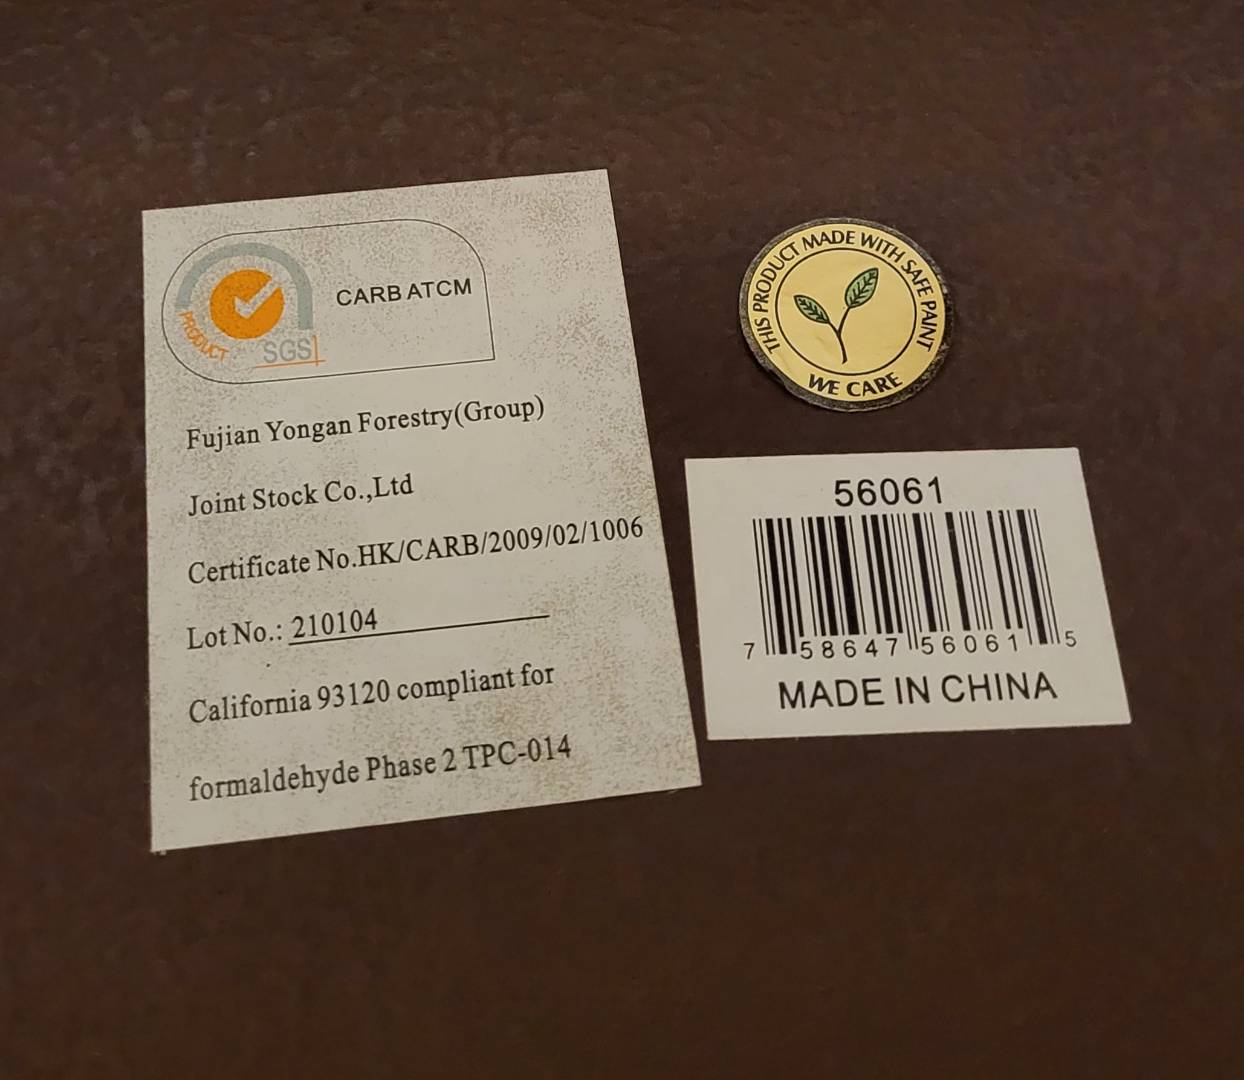 CARB ATCM
PRODUCT
SGS
Fujian Yongan Forestry(Group)
Joint Stock Co.,Ltd
Certificate No.HK/CARB/2009/02/1006
Lot No.: 210104
California 93120 compliant for
formaldehyde Phase 2 TPC-014
THIS PRODUCT MADE WITH SAFE PAINT
WE CARE
56061
7 58647 56061 5
MADE IN CHINA